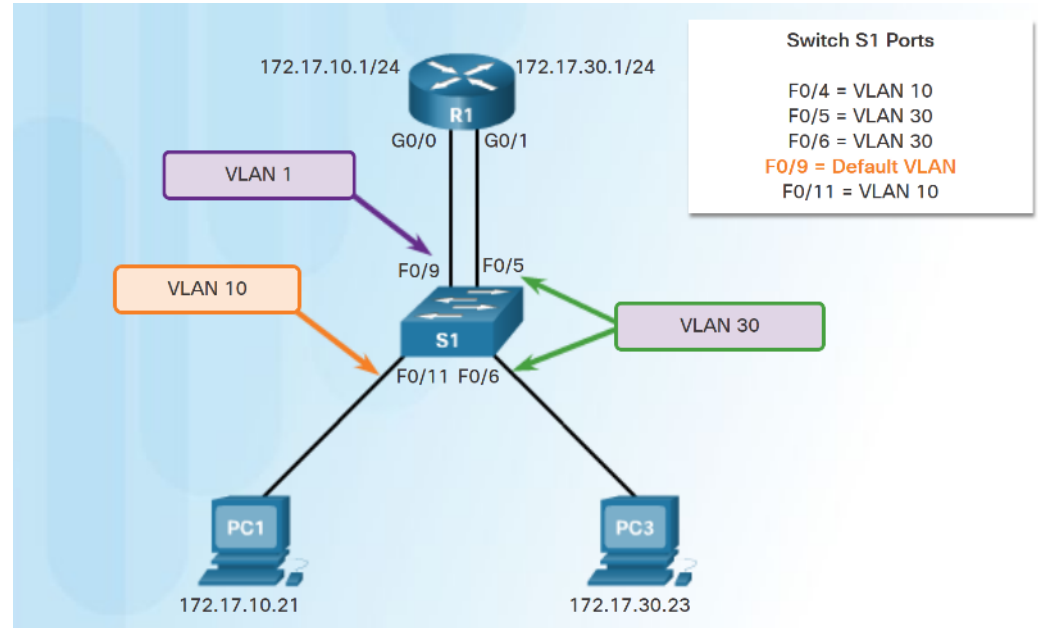 Switch S1 Ports
F0/4 = VLAN 10
F0/5 = VLAN 30
F0/6 = VLAN 30
F0/9 = Default VLAN
F0/11 = VLAN 10
172.17.10.1/24
172.17.30.1/24
R1
G0/0
G0/1
VLAN 1
F0/9
F0/5
VLAN 10
VLAN 30
S1
F0/11
F0/6
PC1
PC3
172.17.10.21
172.17.30.23